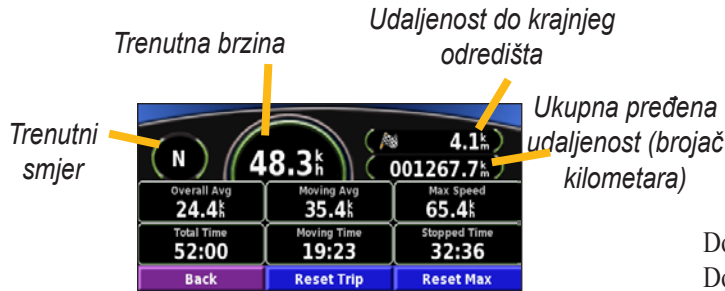 Trenutna brzina
Udaljenost do krajnjeg
odredišta
Trenutni
smjer
Ukupna pređena
udaljenost (brojač
kilometara)
N
48.3 k/h
4.1 km
001267.7 km
Overall Avg
24.4 k/h
Moving Avg
35.4 k/h
Max Speed
65.4 k/h
Total Time
52:00
Moving Time
19:23
Stopped Time
32:36
Back
Reset Trip
Reset Max